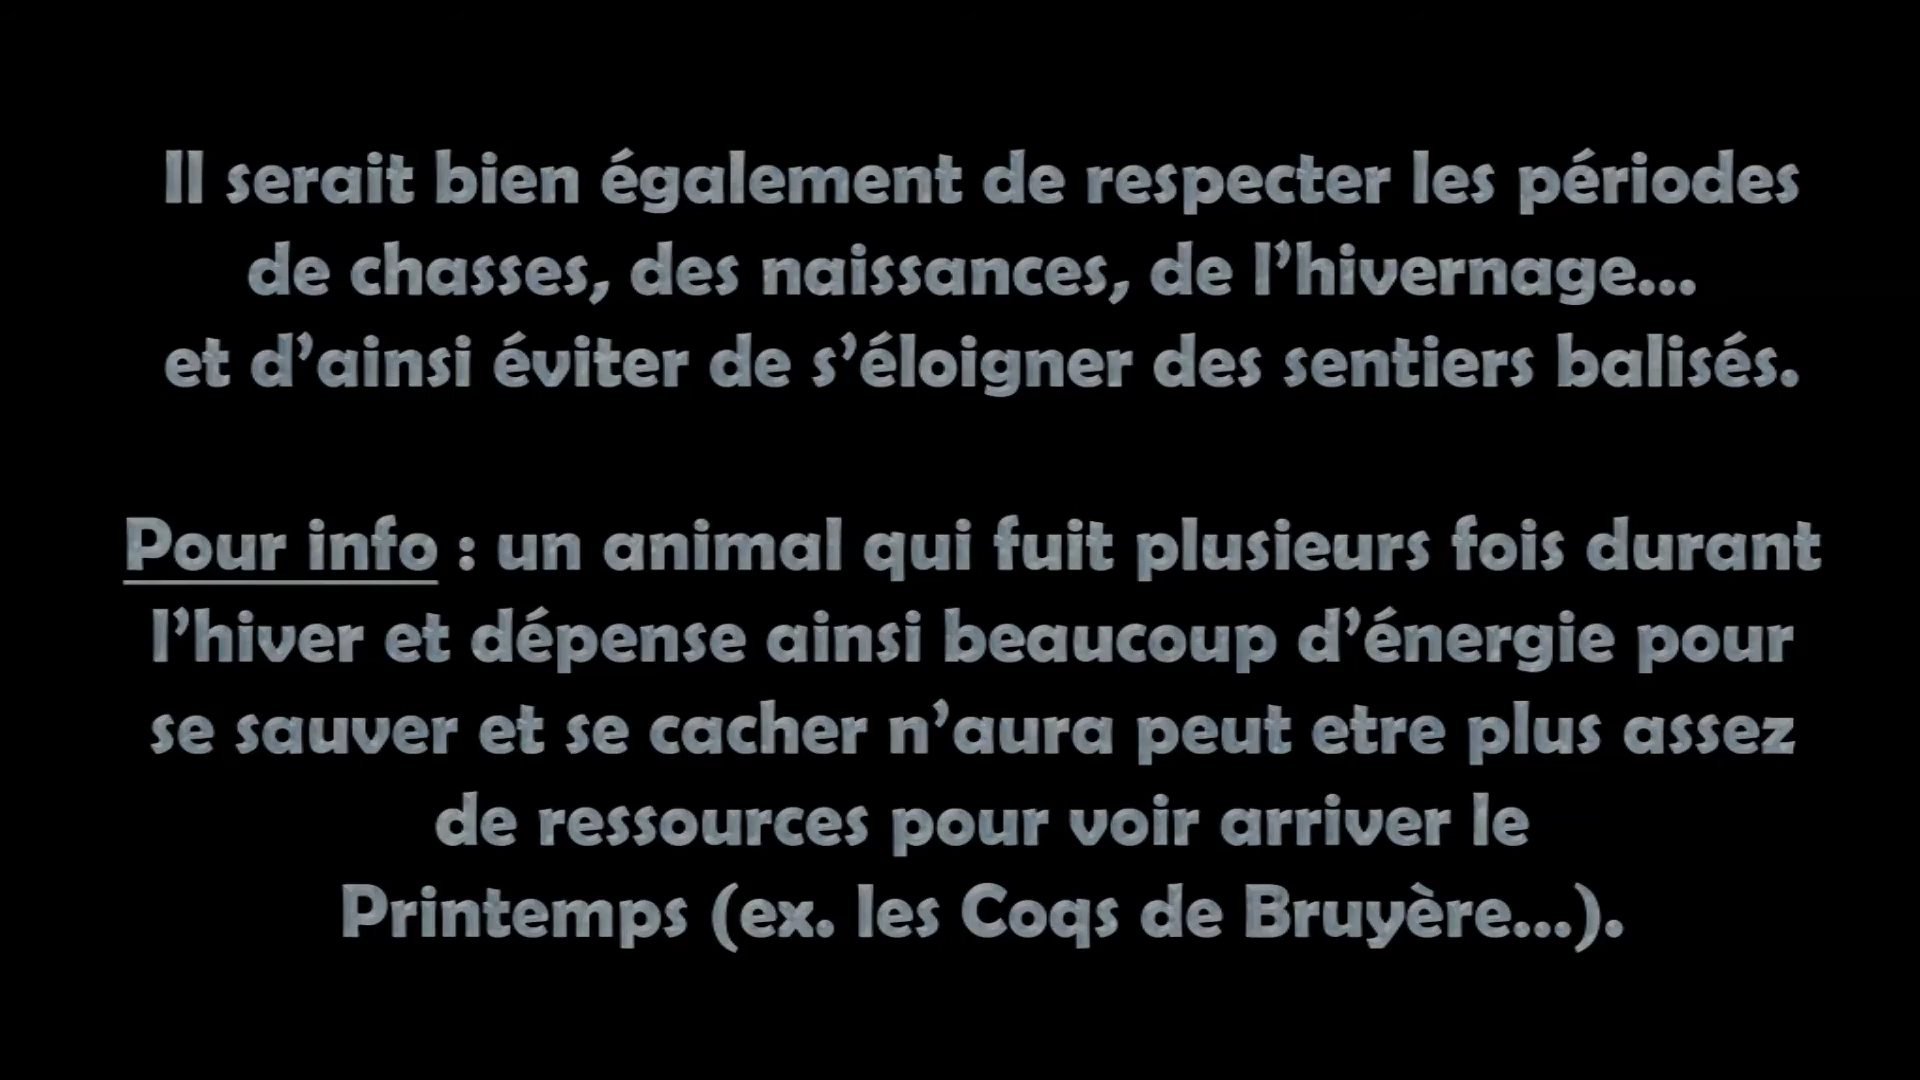 Il serait bien également de respecter les périodes
de chasses, des naissances, de l’hivernage...
et d’ainsi éviter de s’éloigner des sentiers balisés.
Pour info : un animal qui fuit plusieurs fois durant
l’hiver et dépense ainsi beaucoup d’énergie pour
se sauver et se cacher n’aura peut etre plus assez
de ressources pour voir arriver le
Printemps (ex. les Coqs de Bruyère...).